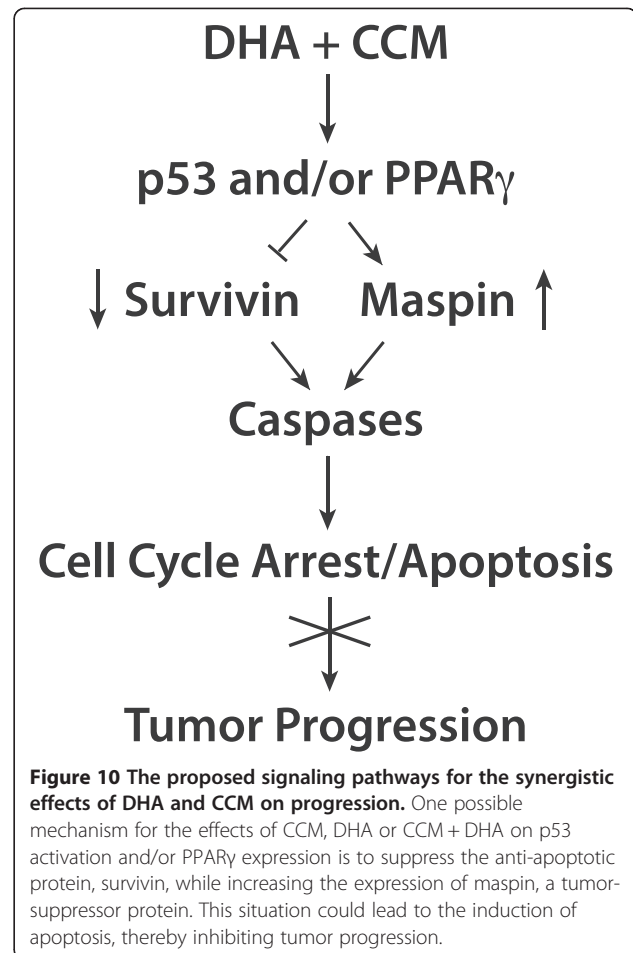 DHA + CCM
p53 and/or PPARγ
Survivin Maspin
Caspases
Cell Cycle Arrest/Apoptosis
Tumor Progression
Figure 10 The proposed signaling pathways for the synergistic
effects of DHA and CCM on progression. One possible
mechanism for the effects of CCM, DHA or CCM + DHA on p53
activation and/or PPARγ expression is to suppress the anti-apoptotic
protein, survivin, while increasing the expression of maspin, a tumor-
suppressor protein. This situation could lead to the induction of
apoptosis, thereby inhibiting tumor progression.